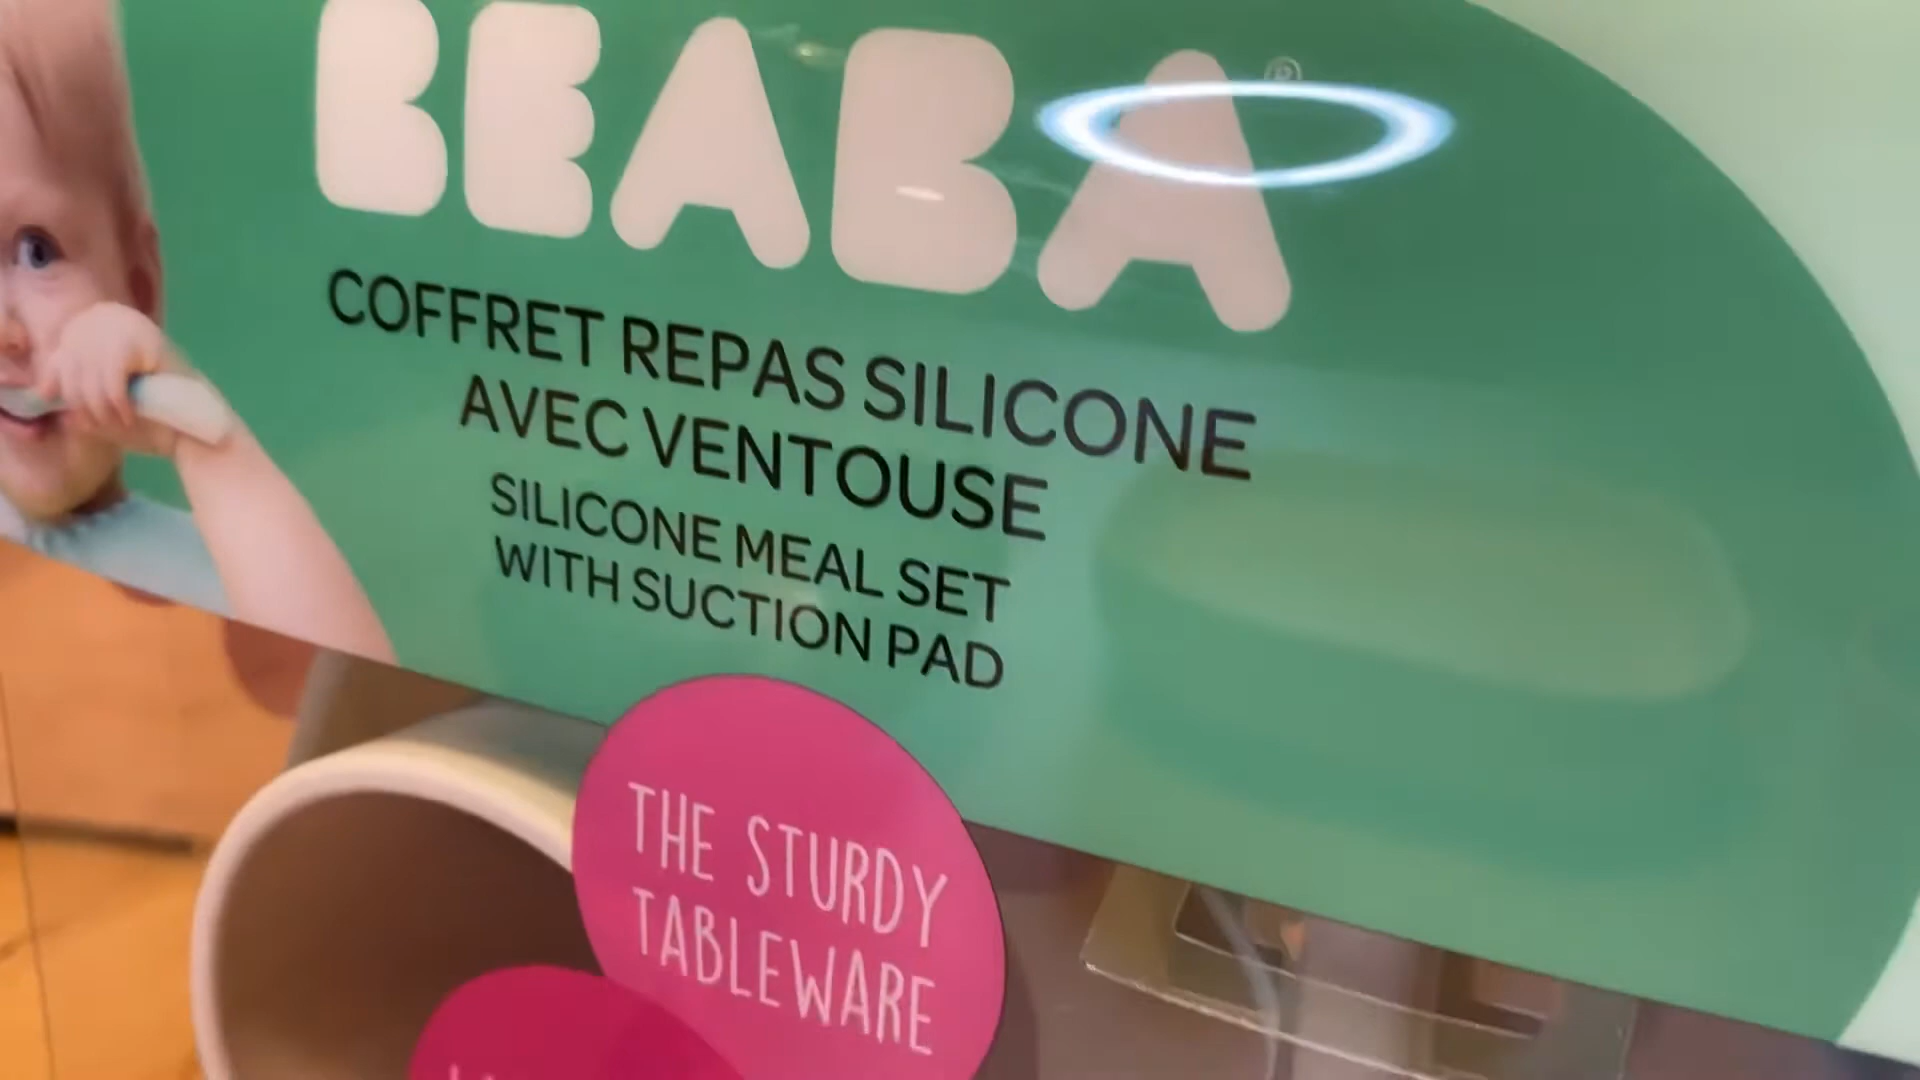 BEABA®
COFFRET REPAS SILICONE
AVEC VENTOUSE
SILICONE MEAL SET
WITH SUCTION PAD
THE STURDY
TABLEWARE